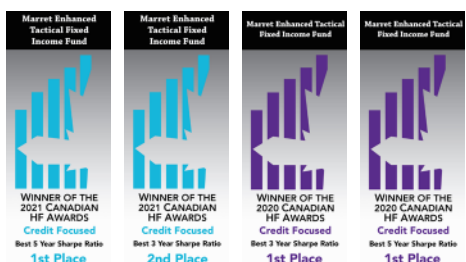 Marret Enhanced
Tactical Fixed
Income Fund
WINNER OF THE
2021 CANADIAN
HF AWARDS
Credit Focused
Best 5 Year Sharpe Ratio
1st Place
Marret Enhanced
Tactical Fixed
Income Fund
WINNER OF THE
2021 CANADIAN
HF AWARDS
Credit Focused
Best 3 Year Sharpe Ratio
2nd Place
Marret Enhanced Tactical
Fixed Income Fund
WINNER OF THE
2020 CANADIAN
HF AWARDS
Credit Focused
Best 3 Year Sharpe Ratio
1st Place
Marret Enhanced Tactical
Fixed Income Fund
WINNER OF THE
2020 CANADIAN
HF AWARDS
Credit Focused
Best 5 Year Sharpe Ratio
1st Place